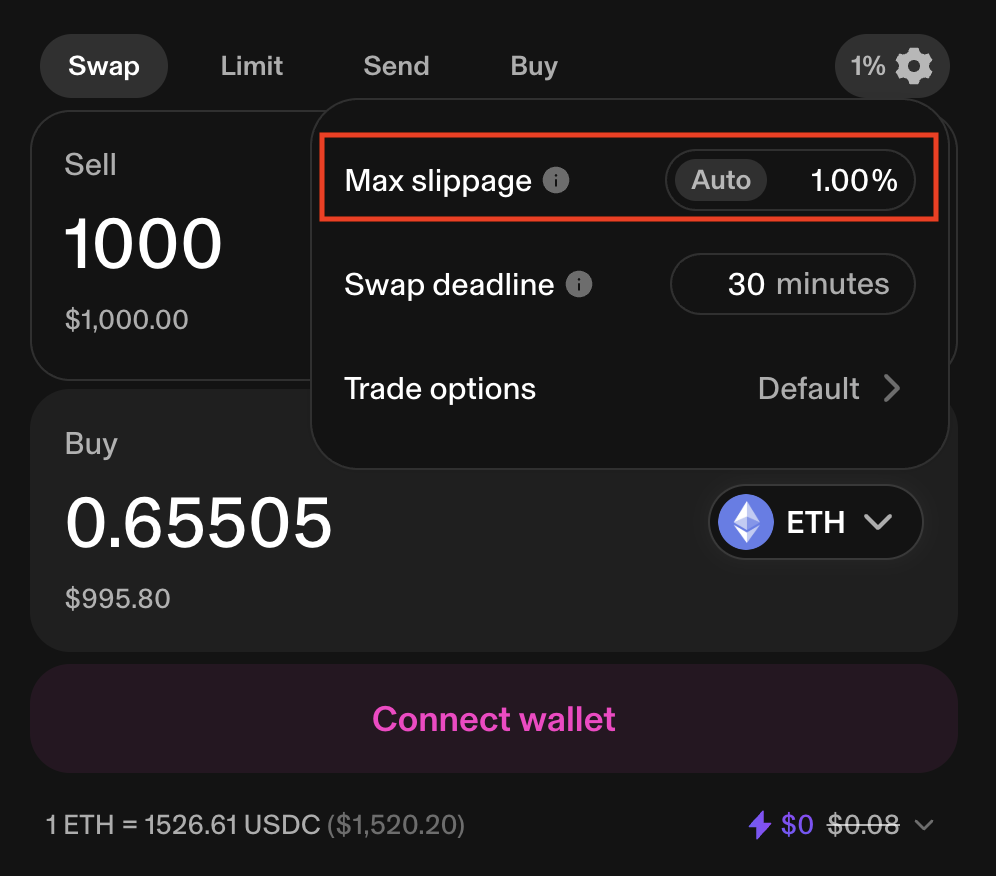 Swap Limit Send Buy 1%
Sell
1000
$1,000.00
Max slippage Auto 1.00%
Swap deadline 30 minutes
Trade options Default
Buy
0.65505 ETH
$995.80
Connect wallet
1 ETH = 1526.61 USDC ($1,520.20) $0 $0.08